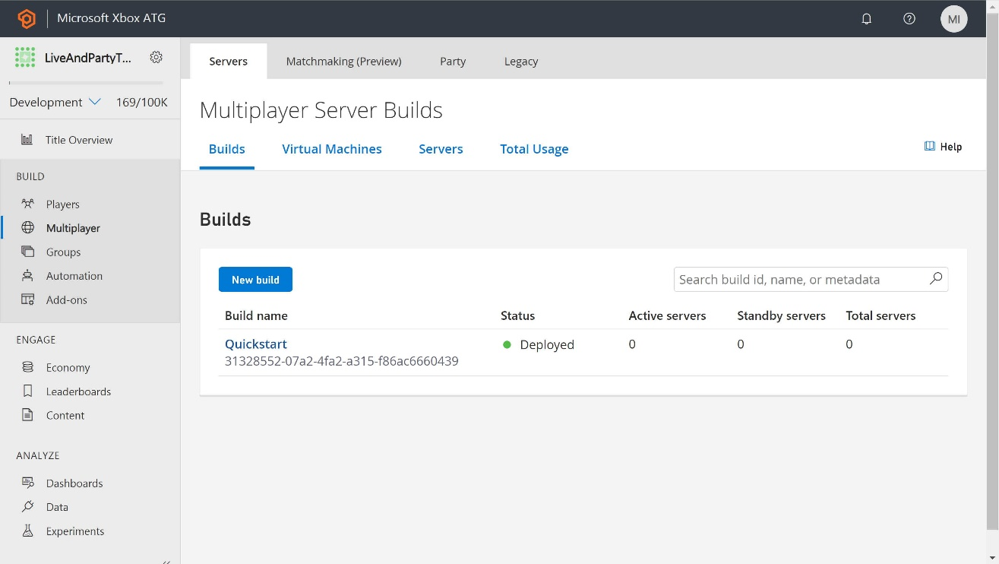 Microsoft Xbox ATG
MI
LiveAndPartyT...
Development 169/100K
Title Overview
BUILD
Players
Multiplayer
Groups
Automation
Add-ons
ENGAGE
Economy
Leaderboards
Content
ANALYZE
Dashboards
Data
Experiments
Servers Matchmaking (Preview) Party Legacy
Multiplayer Server Builds
Builds Virtual Machines Servers Total Usage Help
Builds
New build Search build id, name, or metadata
Build name Status Active servers Standby servers Total servers
Quickstart Deployed 0 0 0
31328552-07a2-4fa2-a315-f86ac6660439